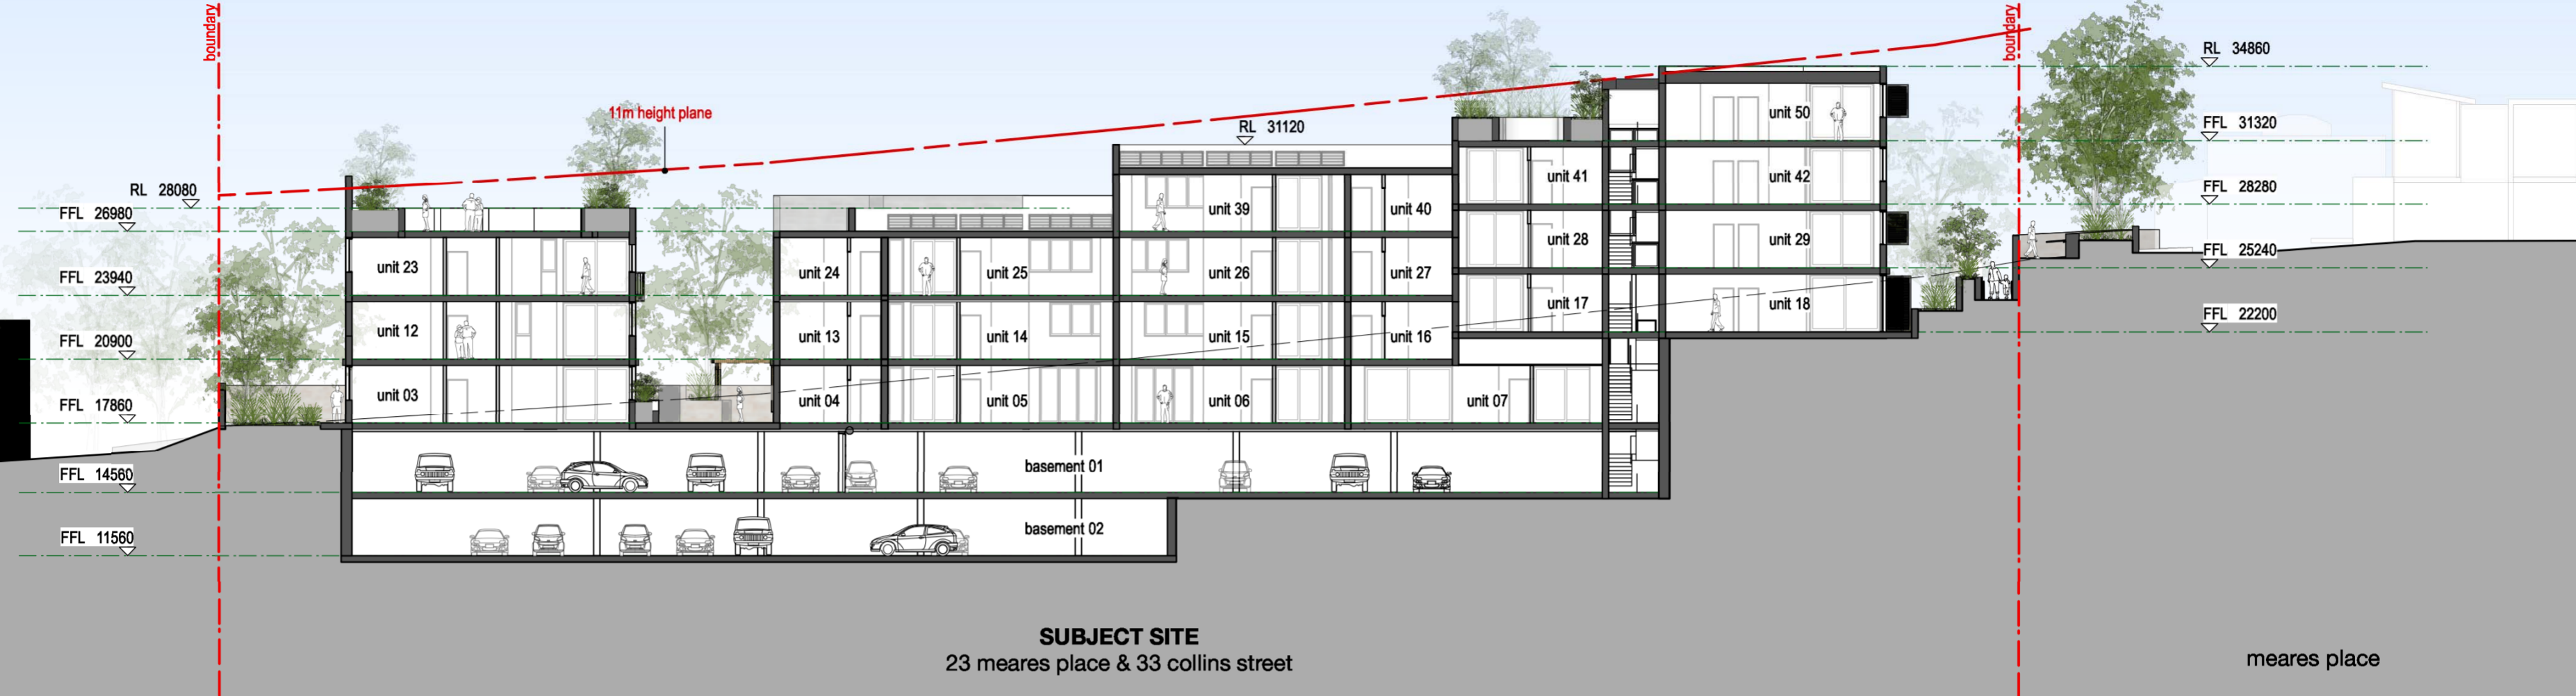 boundary
boundary
11m height plane
RL 28080
FFL 26980
FFL 23940
FFL 20900
FFL 17860
FFL 14560
FFL 11560
RL 31120
RL 34860
FFL 31320
FFL 28280
FFL 25240
FFL 22200
unit 50
unit 41
unit 42
unit 39
unit 40
unit 23
unit 24
unit 25
unit 26
unit 27
unit 28
unit 29
unit 12
unit 13
unit 14
unit 15
unit 16
unit 17
unit 18
unit 03
unit 04
unit 05
unit 06
unit 07
basement 01
basement 02
SUBJECT SITE
23 meares place & 33 collins street
meares place